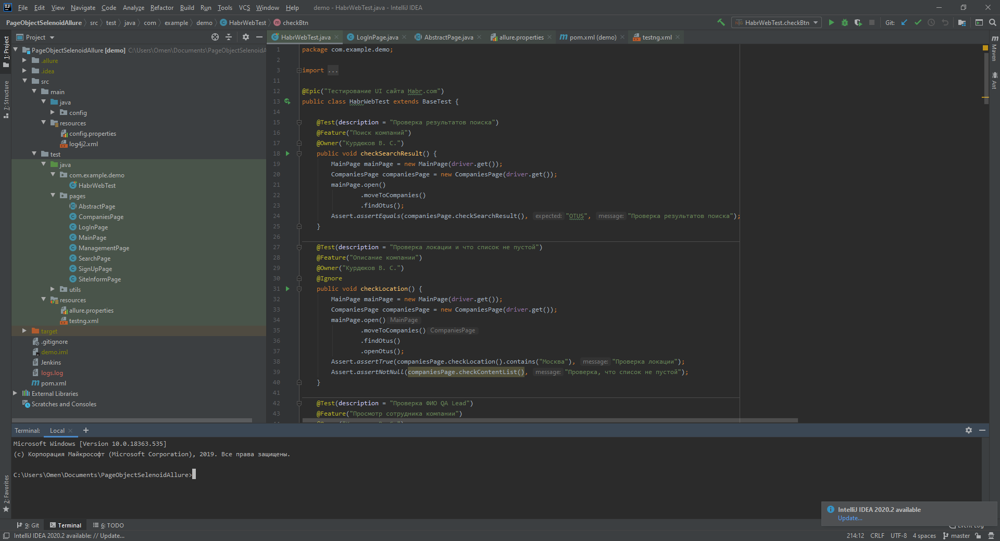 File Edit View Navigate Code Analyze Refactor Build Run Tools VCS Window Help demo - HabrWebTest.java - IntelliJ IDEA
PageObjectSelenoidAllure src test java com example demo HabrWebTest checkBtn HabrWebTest.checkBtn Git:
Project HabrWebTest.java LogInPage.java AbstractPage.java allure.properties pom.xml (demo) testng.xml
1: Project
7: Structure
2: Favorites
PageObjectSelenoidAllure [demo] C:\Users\Omen\Documents\PageObjectSelenoidA
.allure
.idea
src
main
java
config
resources
config.properties
log4j2.xml
test
java
com.example.demo
HabrWebTest
pages
AbstractPage
CompaniesPage
LogInPage
MainPage
ManagementPage
SearchPage
SignUpPage
SiteInformPage
utils
resources
allure.properties
testng.xml
target
.gitignore
demo.iml
Jenkins
logs.log
pom.xml
External Libraries
Scratches and Consoles
1 package com.example.demo;
2
3 import ...
11
12 @Epic("Тестирование UI сайта Habr.com")
13 public class HabrWebTest extends BaseTest {
14
15 @Test(description = "Проверка результатов поиска")
16 @Feature("Поиск компаний")
17 @Owner("Курдюков В. С.")
18 public void checkSearchResult() {
19 MainPage mainPage = new MainPage(driver.get());
20 CompaniesPage companiesPage = new CompaniesPage(driver.get());
21 mainPage.open()
22 .moveToCompanies()
23 .findOtus();
24 Assert.assertEquals(companiesPage.checkSearchResult(), expected: "OTUS", message: "Проверка результатов поиска");
25 }
26
27 @Test(description = "Проверка локации и что список не пустой")
28 @Feature("Описание компании")
29 @Owner("Курдюков В. С.")
30 @Ignore
31 public void checkLocation() {
32 MainPage mainPage = new MainPage(driver.get());
33 CompaniesPage companiesPage = new CompaniesPage(driver.get());
34 mainPage.open() MainPage
35 .moveToCompanies() CompaniesPage
36 .findOtus()
37 .openOtus();
38 Assert.assertTrue(companiesPage.checkLocation().contains("Москва"), message: "Проверка локации");
39 Assert.assertNotNull(companiesPage.checkContentList(), message: "Проверка, что список не пустой");
40 }
41
42 @Test(description = "Проверка ФИО QA Lead")
43 @Feature("Просмотр сотрудника компании")
Maven
Ant
Terminal: Local +
Microsoft Windows [Version 10.0.18363.535]
(c) Корпорация Майкрософт (Microsoft Corporation), 2019. Все права защищены.
C:\Users\Omen\Documents\PageObjectSelenoidAllure>
IntelliJ IDEA 2020.2 available
Update...
9: Git Terminal 6: TODO Event Log
IntelliJ IDEA 2020.2 available: // Update... 214:12 CRLF UTF-8 4 spaces master